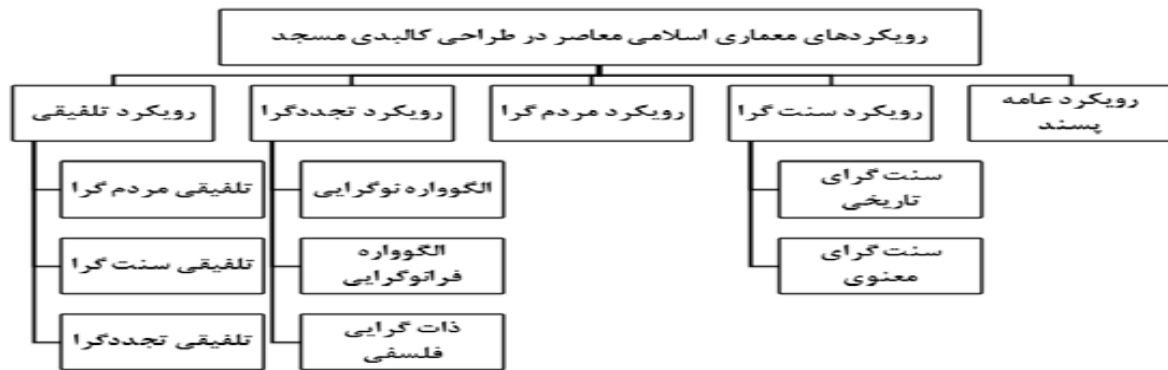 رویکردهای معماری اسلامی معاصر در طراحی کالبدی مسجد
رویکرد عامه
پسند
رویکرد سنت گرا
رویکرد مردم گرا
رویکرد تجددگرا
رویکرد تلفیقی
سنت گرای
تاریخی
سنت گرای
معنوی
الگوواره نوگرایی
الگوواره
فرانوگرایی
ذات گرایی
فلسفی
تلفیقی مردم گرا
تلفیقی سنت گرا
تلفیقی تجددگرا